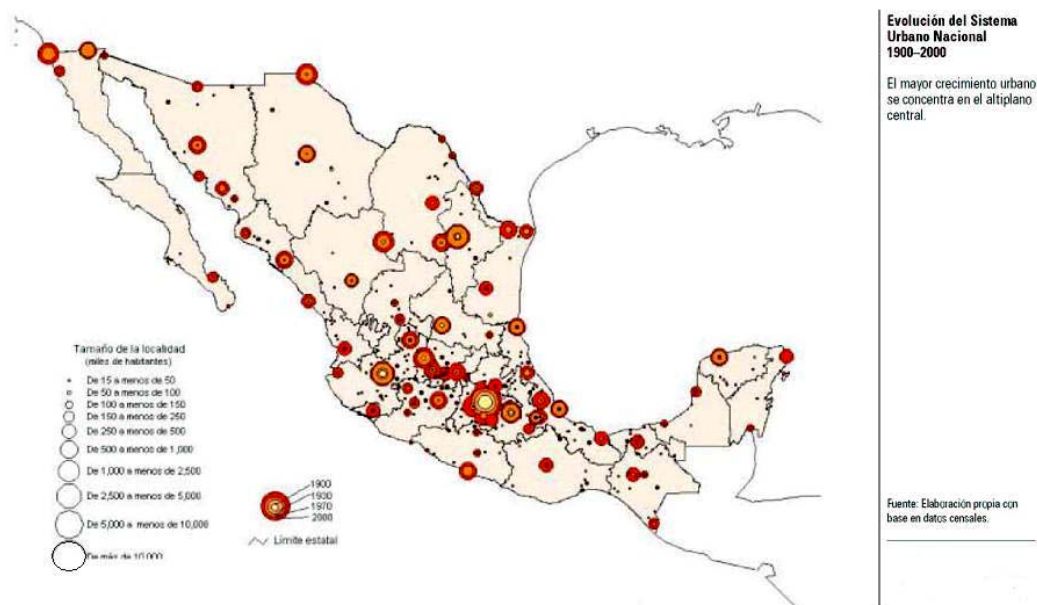 Evolución del Sistema
Urbano Nacional
1900–2000
El mayor crecimiento urbano
se concentra en el altiplano
central.
Tamaño de la localidad
(miles de habitantes)
De 15 a menos de 50
De 50 a menos de 100
De 100 a menos de 150
De 150 a menos de 250
De 250 a menos de 500
De 500 a menos de 1,000
De 1,000 a menos de 2,500
De 2,500 a menos de 5,000
De 5,000 a menos de 10,000
De más de 10,000
1900
1930
1970
2000
Límite estatal
Fuente: Elaboración propia con
base en datos censales.